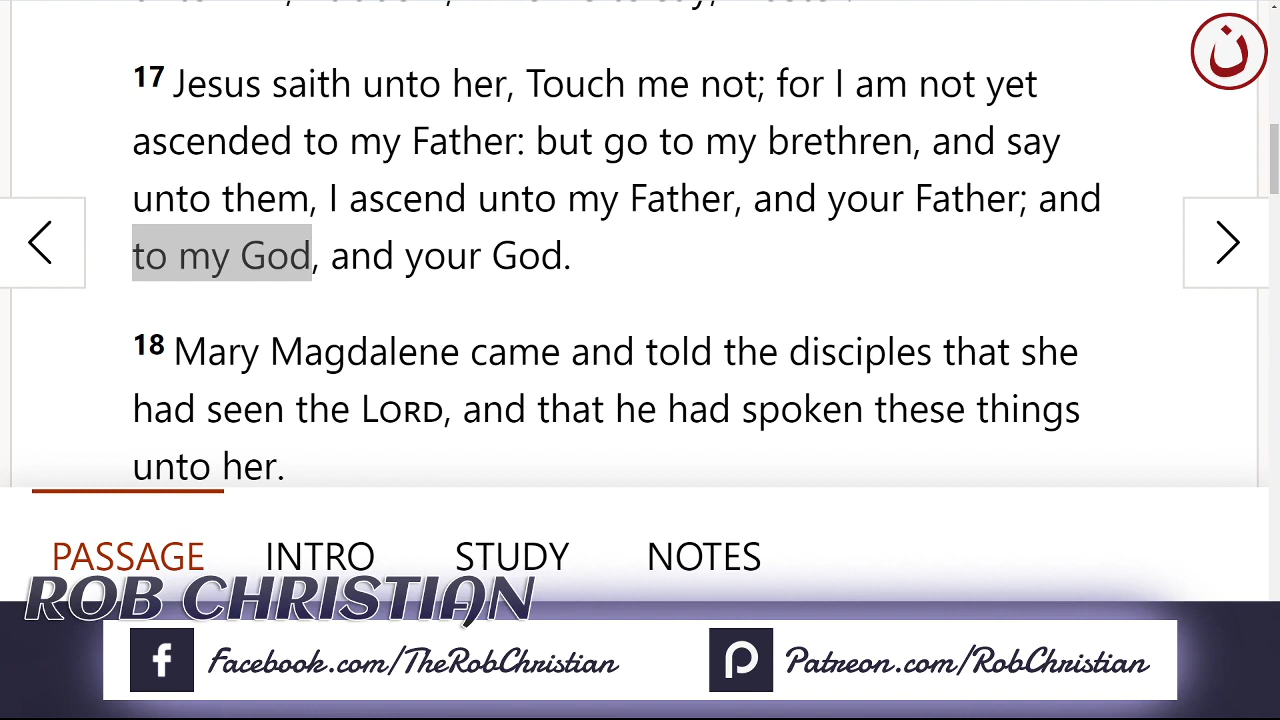 ن
17 Jesus saith unto her, Touch me not; for I am not yet
ascended to my Father: but go to my brethren, and say
unto them, I ascend unto my Father, and your Father; and
to my God, and your God.
18 Mary Magdalene came and told the disciples that she
had seen the LORD, and that he had spoken these things
unto her.
PASSAGE INTRO STUDY NOTES
ROB CHRISTIAN
f Facebook.com/TheRobChristian Patreon.com/RobChristian